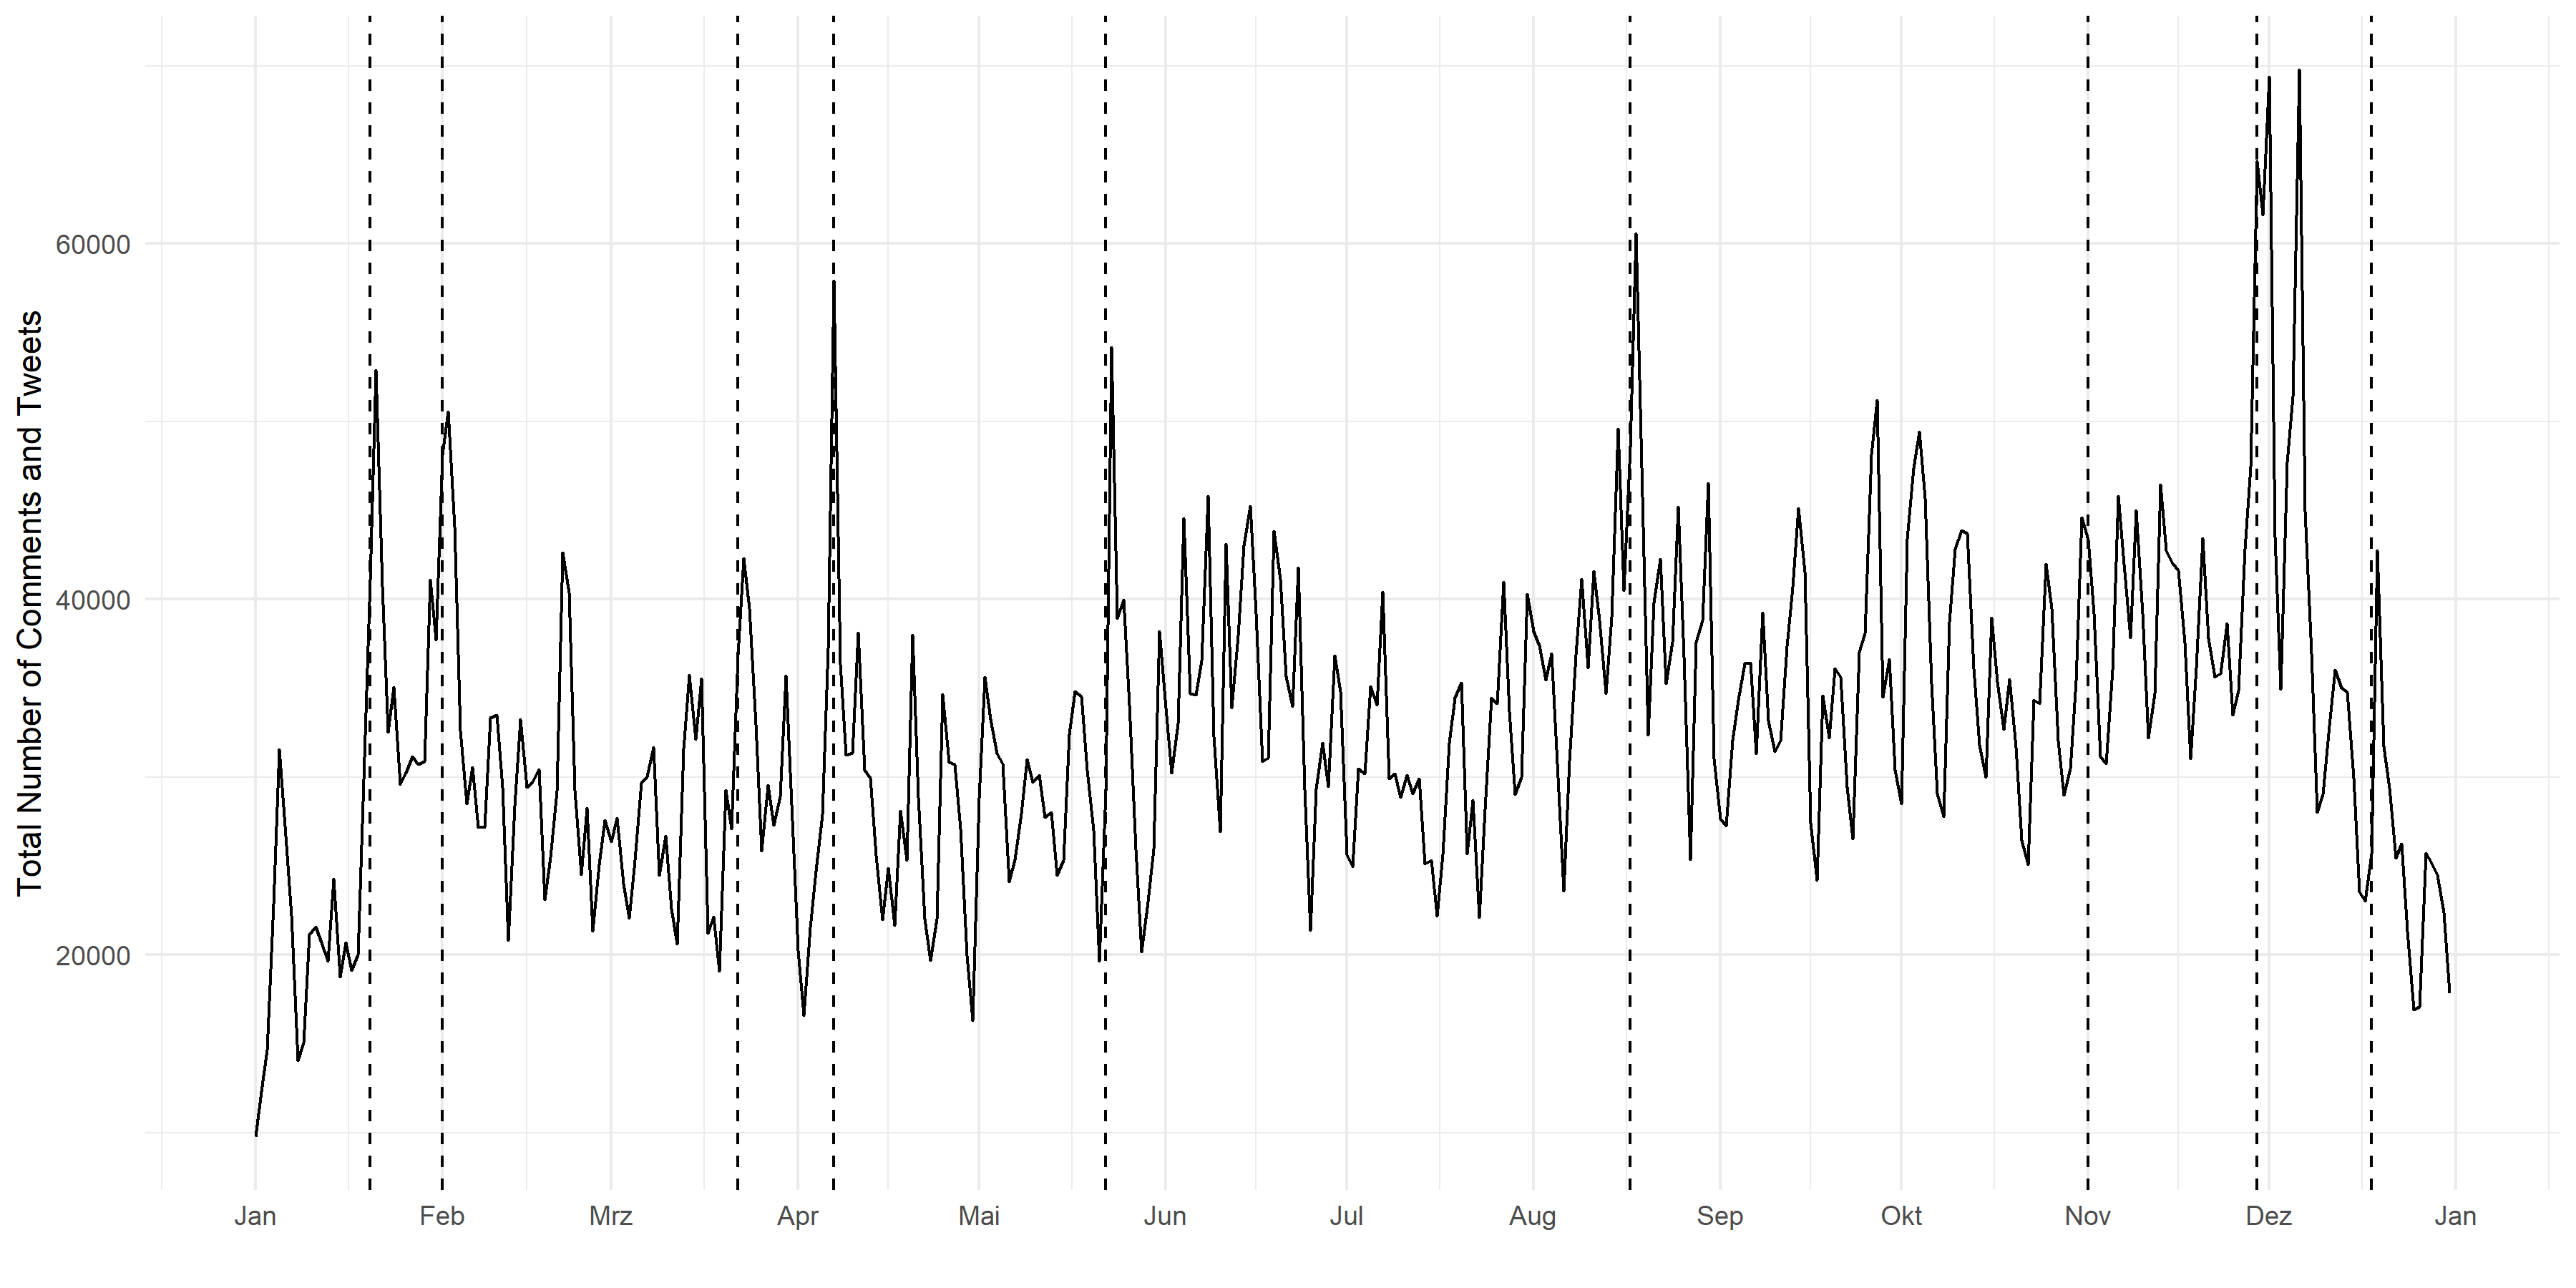 Total Number of Comments and Tweets
60000
40000
20000
Jan Feb Mrz Apr Mai Jun Jul Aug Sep Okt Nov Dez Jan